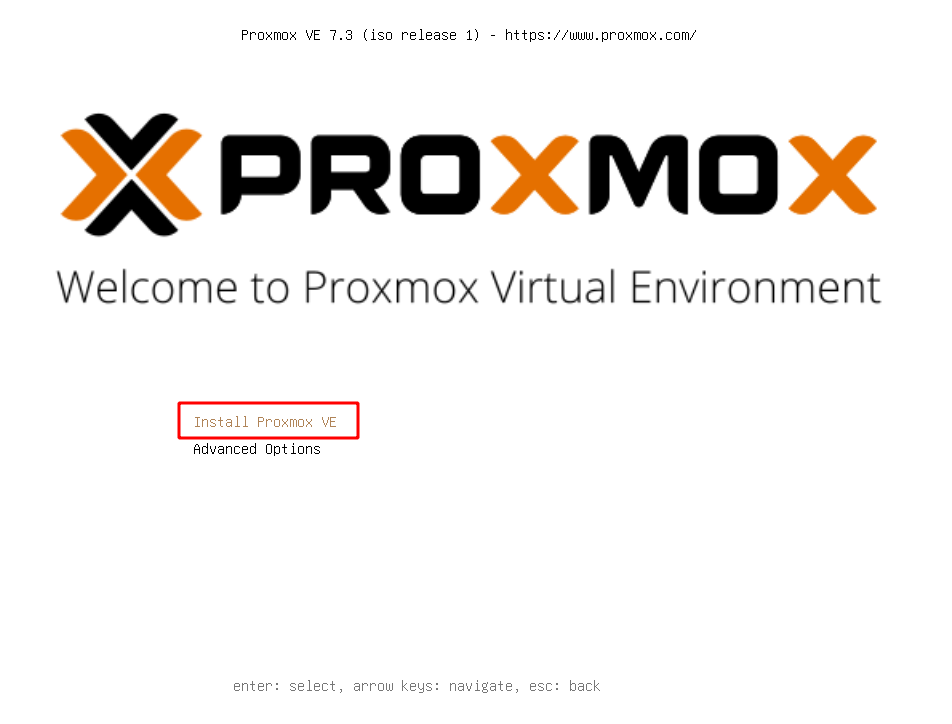 Proxmox VE 7.3 (iso release 1) - https://www.proxmox.com/
PROXMOX
Welcome to Proxmox Virtual Environment
Install Proxmox VE
Advanced Options
enter: select, arrow keys: navigate, esc: back